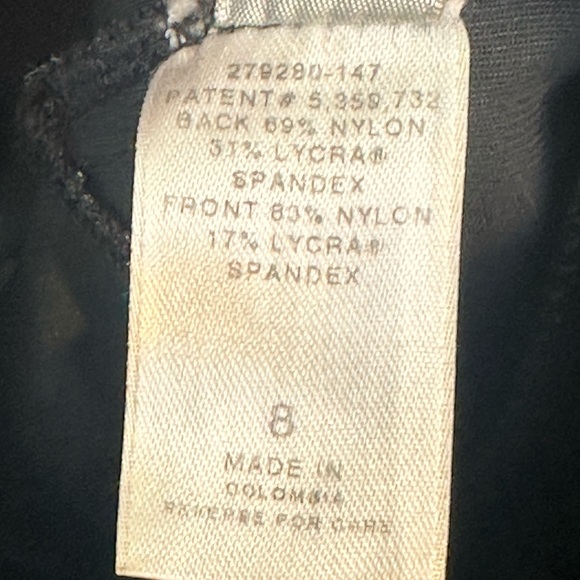 279280-147
PATENT# 5,359,732
BACK 69% NYLON
31% LYCRA®
SPANDEX
FRONT 83% NYLON
17% LYCRA®
SPANDEX
8
MADE IN
COLOMBIA
REVERSE FOR CARE